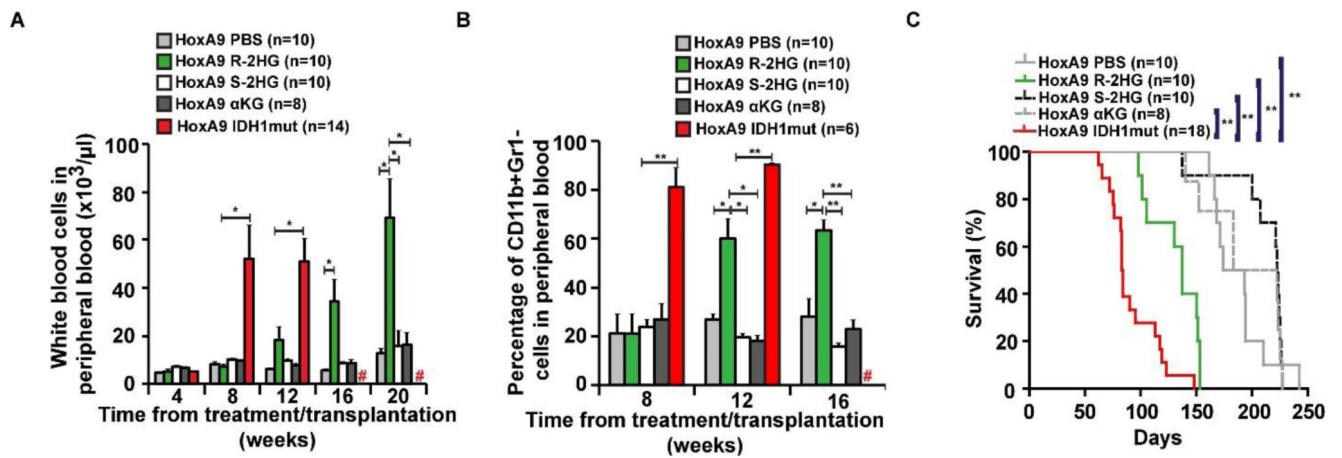 A
HoxA9 PBS (n=10)
HoxA9 R-2HG (n=10)
HoxA9 S-2HG (n=10)
HoxA9 αKG (n=8)
HoxA9 IDH1mut (n=14)
White blood cells in
peripheral blood (x10³/µl)
100
80
60
40
20
0
*
*
*
*
*
*
#
#
4
8
12
16
20
Time from treatment/transplantation
(weeks)
B
HoxA9 PBS (n=10)
HoxA9 R-2HG (n=10)
HoxA9 S-2HG (n=10)
HoxA9 αKG (n=8)
HoxA9 IDH1mut (n=6)
Percentage of CD11b+Gr1-
cells in peripheral blood
100
80
60
40
20
0
**
**
*
*
*
**
*
**
#
8
12
16
Time from treatment/transplantation
(weeks)
C
HoxA9 PBS (n=10)
HoxA9 R-2HG (n=10)
HoxA9 S-2HG (n=10)
HoxA9 αKG (n=8)
HoxA9 IDH1mut (n=18)
**
**
**
**
Survival (%)
100
80
60
40
20
0
0
50
100
150
200
250
Days